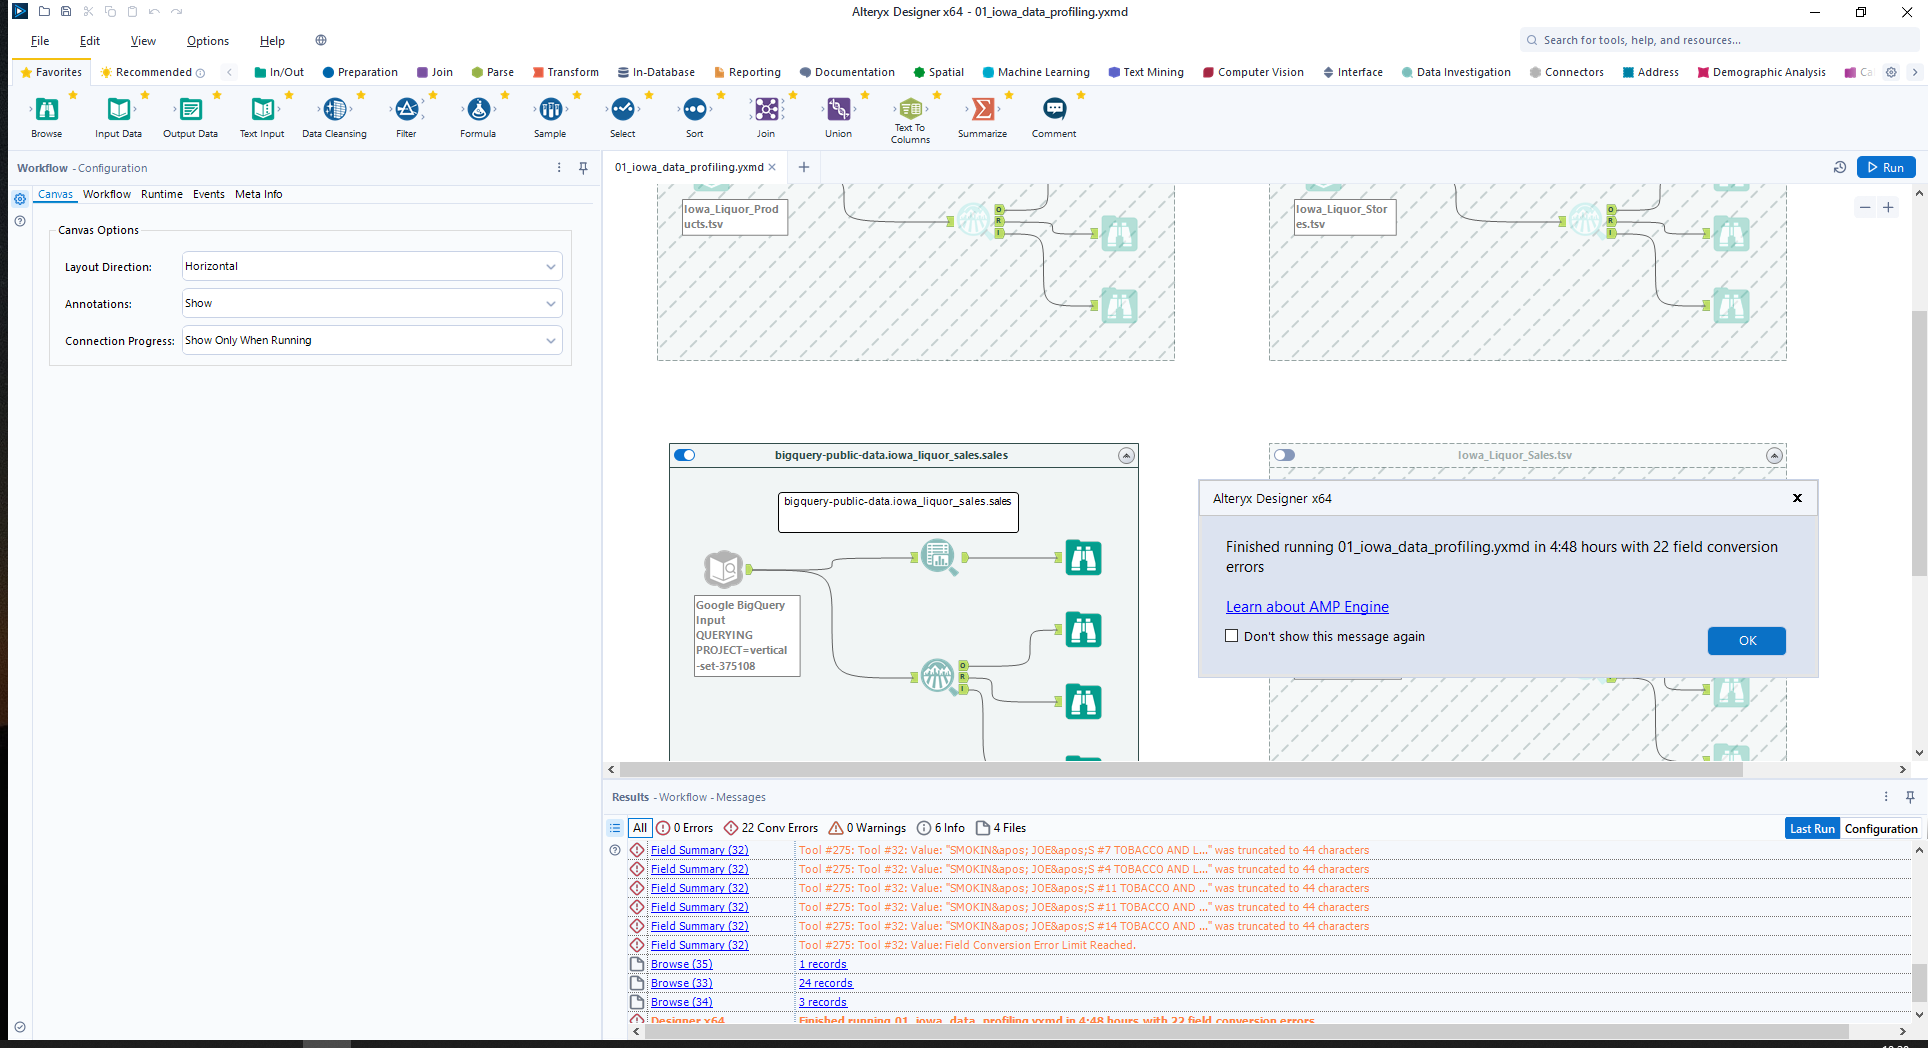 Alteryx Designer x64 - 01_iowa_data_profiling.yxmd
File Edit View Options Help
Search for tools, help, and resources...
Favorites Recommended In/Out Preparation Join Parse Transform In-Database Reporting Documentation Spatial Machine Learning Text Mining Computer Vision Interface Data Investigation Connectors Address Demographic Analysis Ca
Browse Input Data Output Data Text Input Data Cleansing Filter Formula Sample Select Sort Join Union Text To Columns Summarize Comment
Workflow - Configuration
01_iowa_data_profiling.yxmd
Run
Canvas Workflow Runtime Events Meta Info
Canvas Options
Layout Direction: Horizontal
Annotations: Show
Connection Progress: Show Only When Running
Iowa_Liquor_Prod
ucts.tsv
O
R
I
Iowa_Liquor_Stor
es.tsv
O
R
I
bigquery-public-data.iowa_liquor_sales.sales
bigquery-public-data.iowa_liquor_sales.sales
Google BigQuery
Input
QUERYING
PROJECT=vertical
-set-375108
O
R
I
Iowa_Liquor_Sales.tsv
Alteryx Designer x64
Finished running 01_iowa_data_profiling.yxmd in 4:48 hours with 22 field conversion
errors
Learn about AMP Engine
Don't show this message again
OK
Results - Workflow - Messages
All 0 Errors 22 Conv Errors 0 Warnings 6 Info 4 Files
Last Run Configuration
Field Summary (32) Tool #275: Tool #32: Value: "SMOKIN&apos; JOE&apos;S #7 TOBACCO AND L..." was truncated to 44 characters
Field Summary (32) Tool #275: Tool #32: Value: "SMOKIN&apos; JOE&apos;S #4 TOBACCO AND L..." was truncated to 44 characters
Field Summary (32) Tool #275: Tool #32: Value: "SMOKIN&apos; JOE&apos;S #11 TOBACCO AND ..." was truncated to 44 characters
Field Summary (32) Tool #275: Tool #32: Value: "SMOKIN&apos; JOE&apos;S #11 TOBACCO AND ..." was truncated to 44 characters
Field Summary (32) Tool #275: Tool #32: Value: "SMOKIN&apos; JOE&apos;S #14 TOBACCO AND ..." was truncated to 44 characters
Field Summary (32) Tool #275: Tool #32: Value: Field Conversion Error Limit Reached.
Browse (35) 1 records
Browse (33) 24 records
Browse (34) 3 records
Designer x64 Finished running 01_iowa_data_profiling.yxmd in 4:48 hours with 22 field conversion errors